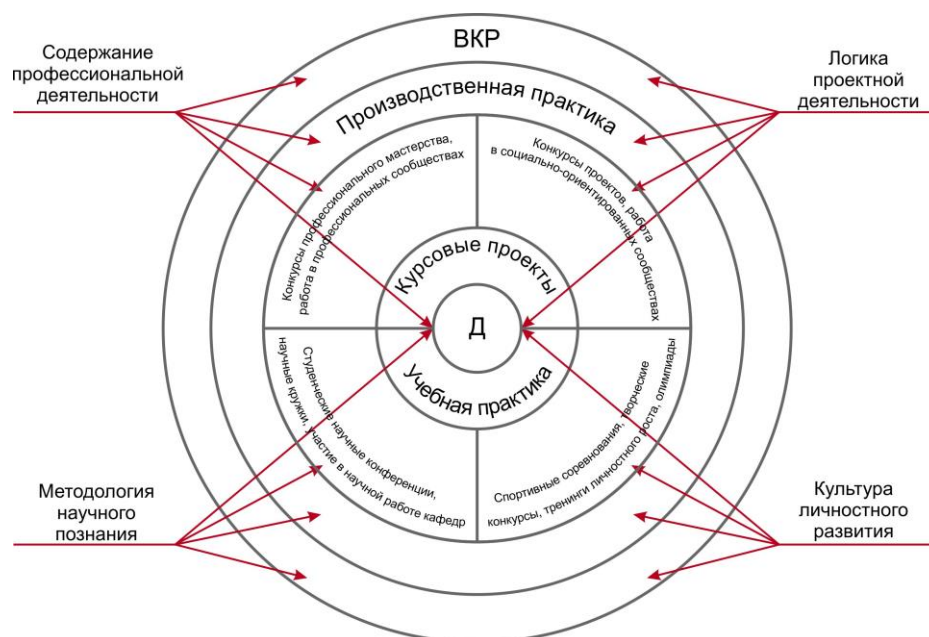 Содержание
профессиональной
деятельности
ВКР
Логика
проектной
деятельности
Производственная практика
Конкурсы профессионального мастерства,
работа в профессиональных сообществах
Конкурсы проектов, работа
в социально-ориентированных сообществах
Курсовые проекты
Д
Учебная практика
Студенческие научные конференции,
научные кружки, участие в научной работе кафедр
Спортивные соревнования, творческие
конкурсы, тренинги личностного роста, олимпиады
Методология
научного
познания
Культура
личностного
развития